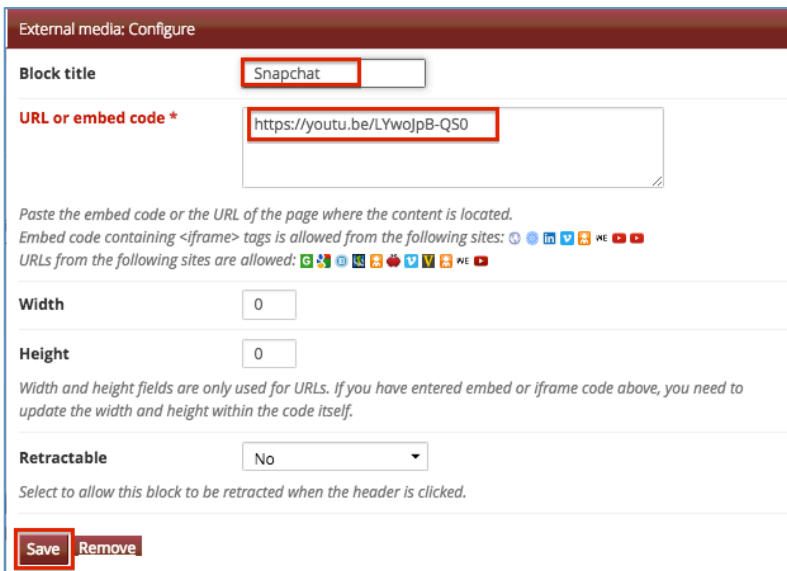 External media: Configure
Block title
Snapchat
URL or embed code *
https://youtu.be/LYwoJpB-QS0
Paste the embed code or the URL of the page where the content is located.
Embed code containing <iframe> tags is allowed from the following sites:
URLs from the following sites are allowed:
Width
0
Height
0
Width and height fields are only used for URLs. If you have entered embed or iframe code above, you need to
update the width and height within the code itself.
Retractable
No
Select to allow this block to be retracted when the header is clicked.
Save Remove